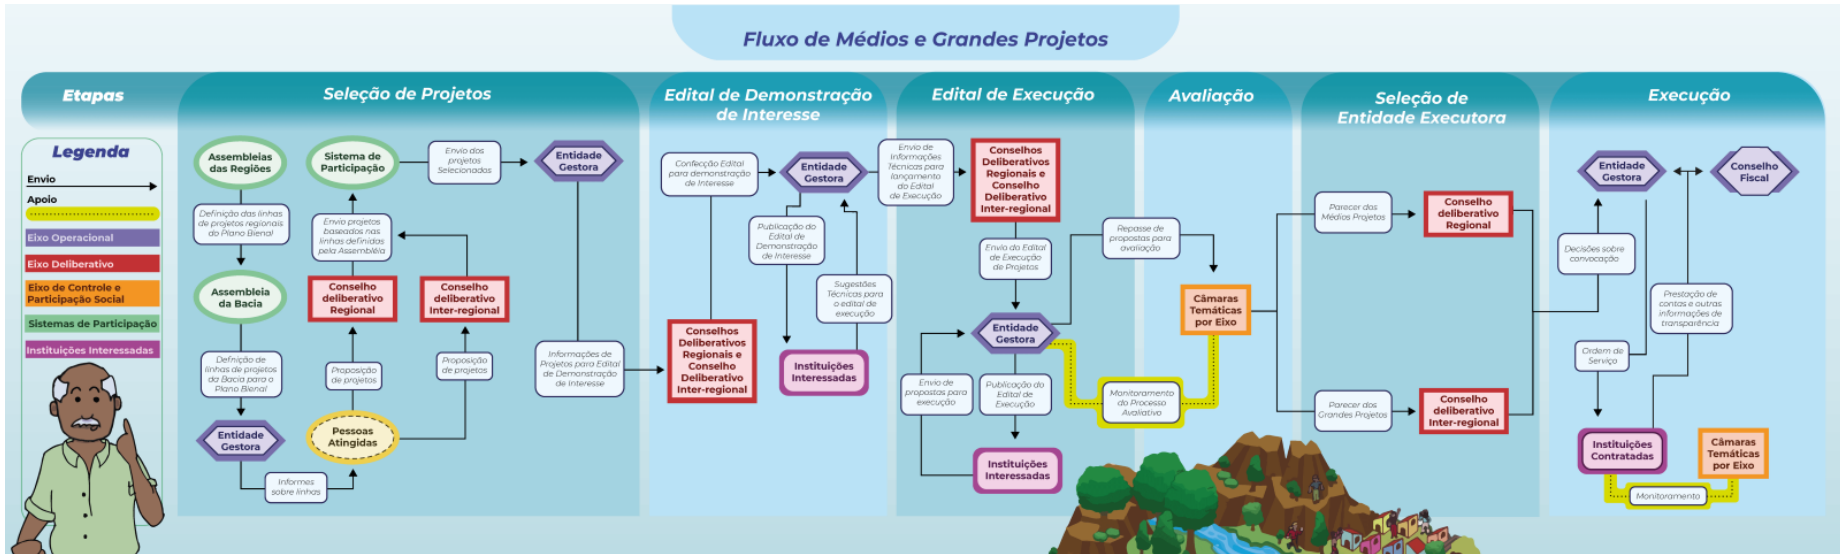 Fluxo de Médios e Grandes Projetos
Etapas
Seleção de Projetos
Edital de Demonstração
de Interesse
Edital de Execução
Avaliação
Seleção de
Entidade Executora
Execução
Legenda
Envio
Apoio
Eixo Operacional
Eixo Deliberativo
Eixo de Controle e
Participação Social
Sistemas de Participação
Instituições Interessadas
Assembleias
das Regiões
Definição das linhas
de projetos regionais
do Plano Bienal
Assembleia
da Bacia
Definição de
linhas de projetos
da Bacia para o
Plano Bienal
Entidade
Gestora
Informes
sobre linhas
Pessoas
Atingidas
Proposição
de projetos
Proposição
de projetos
Conselho
deliberativo
Regional
Conselho
deliberativo
Inter-regional
Envio projetos
baseados nas
linhas definidas
pela Assembléia
Sistema de
Participação
Envio dos
projetos
Selecionados
Entidade
Gestora
Informações de
Projetos para Edital
de Demonstração
de Interesse
Conselhos
Deliberativos
Regionais e
Conselho
Deliberativo
Inter-regional
Confecção Edital
para demonstração
de Interesse
Entidade
Gestora
Publicação do
Edital de
Demonstração
de Interesse
Sugestões
Técnicas para
o edital de
execução
Instituições
Interessadas
Envio de
Informações
Técnicas para
lançamento
do Edital
de Execução
Conselhos
Deliberativos
Regionais e
Conselho
Deliberativo
Inter-regional
Envio do Edital
de Execução
de Projetos
Entidade
Gestora
Envio de
propostas para
execução
Publicação do
Edital de
Execução
Instituições
Interessadas
Repasse de
propostas para
avaliação
Câmaras
Temáticas
por Eixo
Monitoramento
do Processo
Avaliativo
Parecer dos
Médios Projetos
Conselho
deliberativo
Regional
Parecer dos
Grandes Projetos
Conselho
deliberativo
Inter-regional
Entidade
Gestora
Conselho
Fiscal
Decisões sobre
convocação
Prestação de
contas e outras
informações de
transparência
Ordem de
Serviço
Instituições
Contratadas
Câmaras
Temáticas
por Eixo
Monitoramento